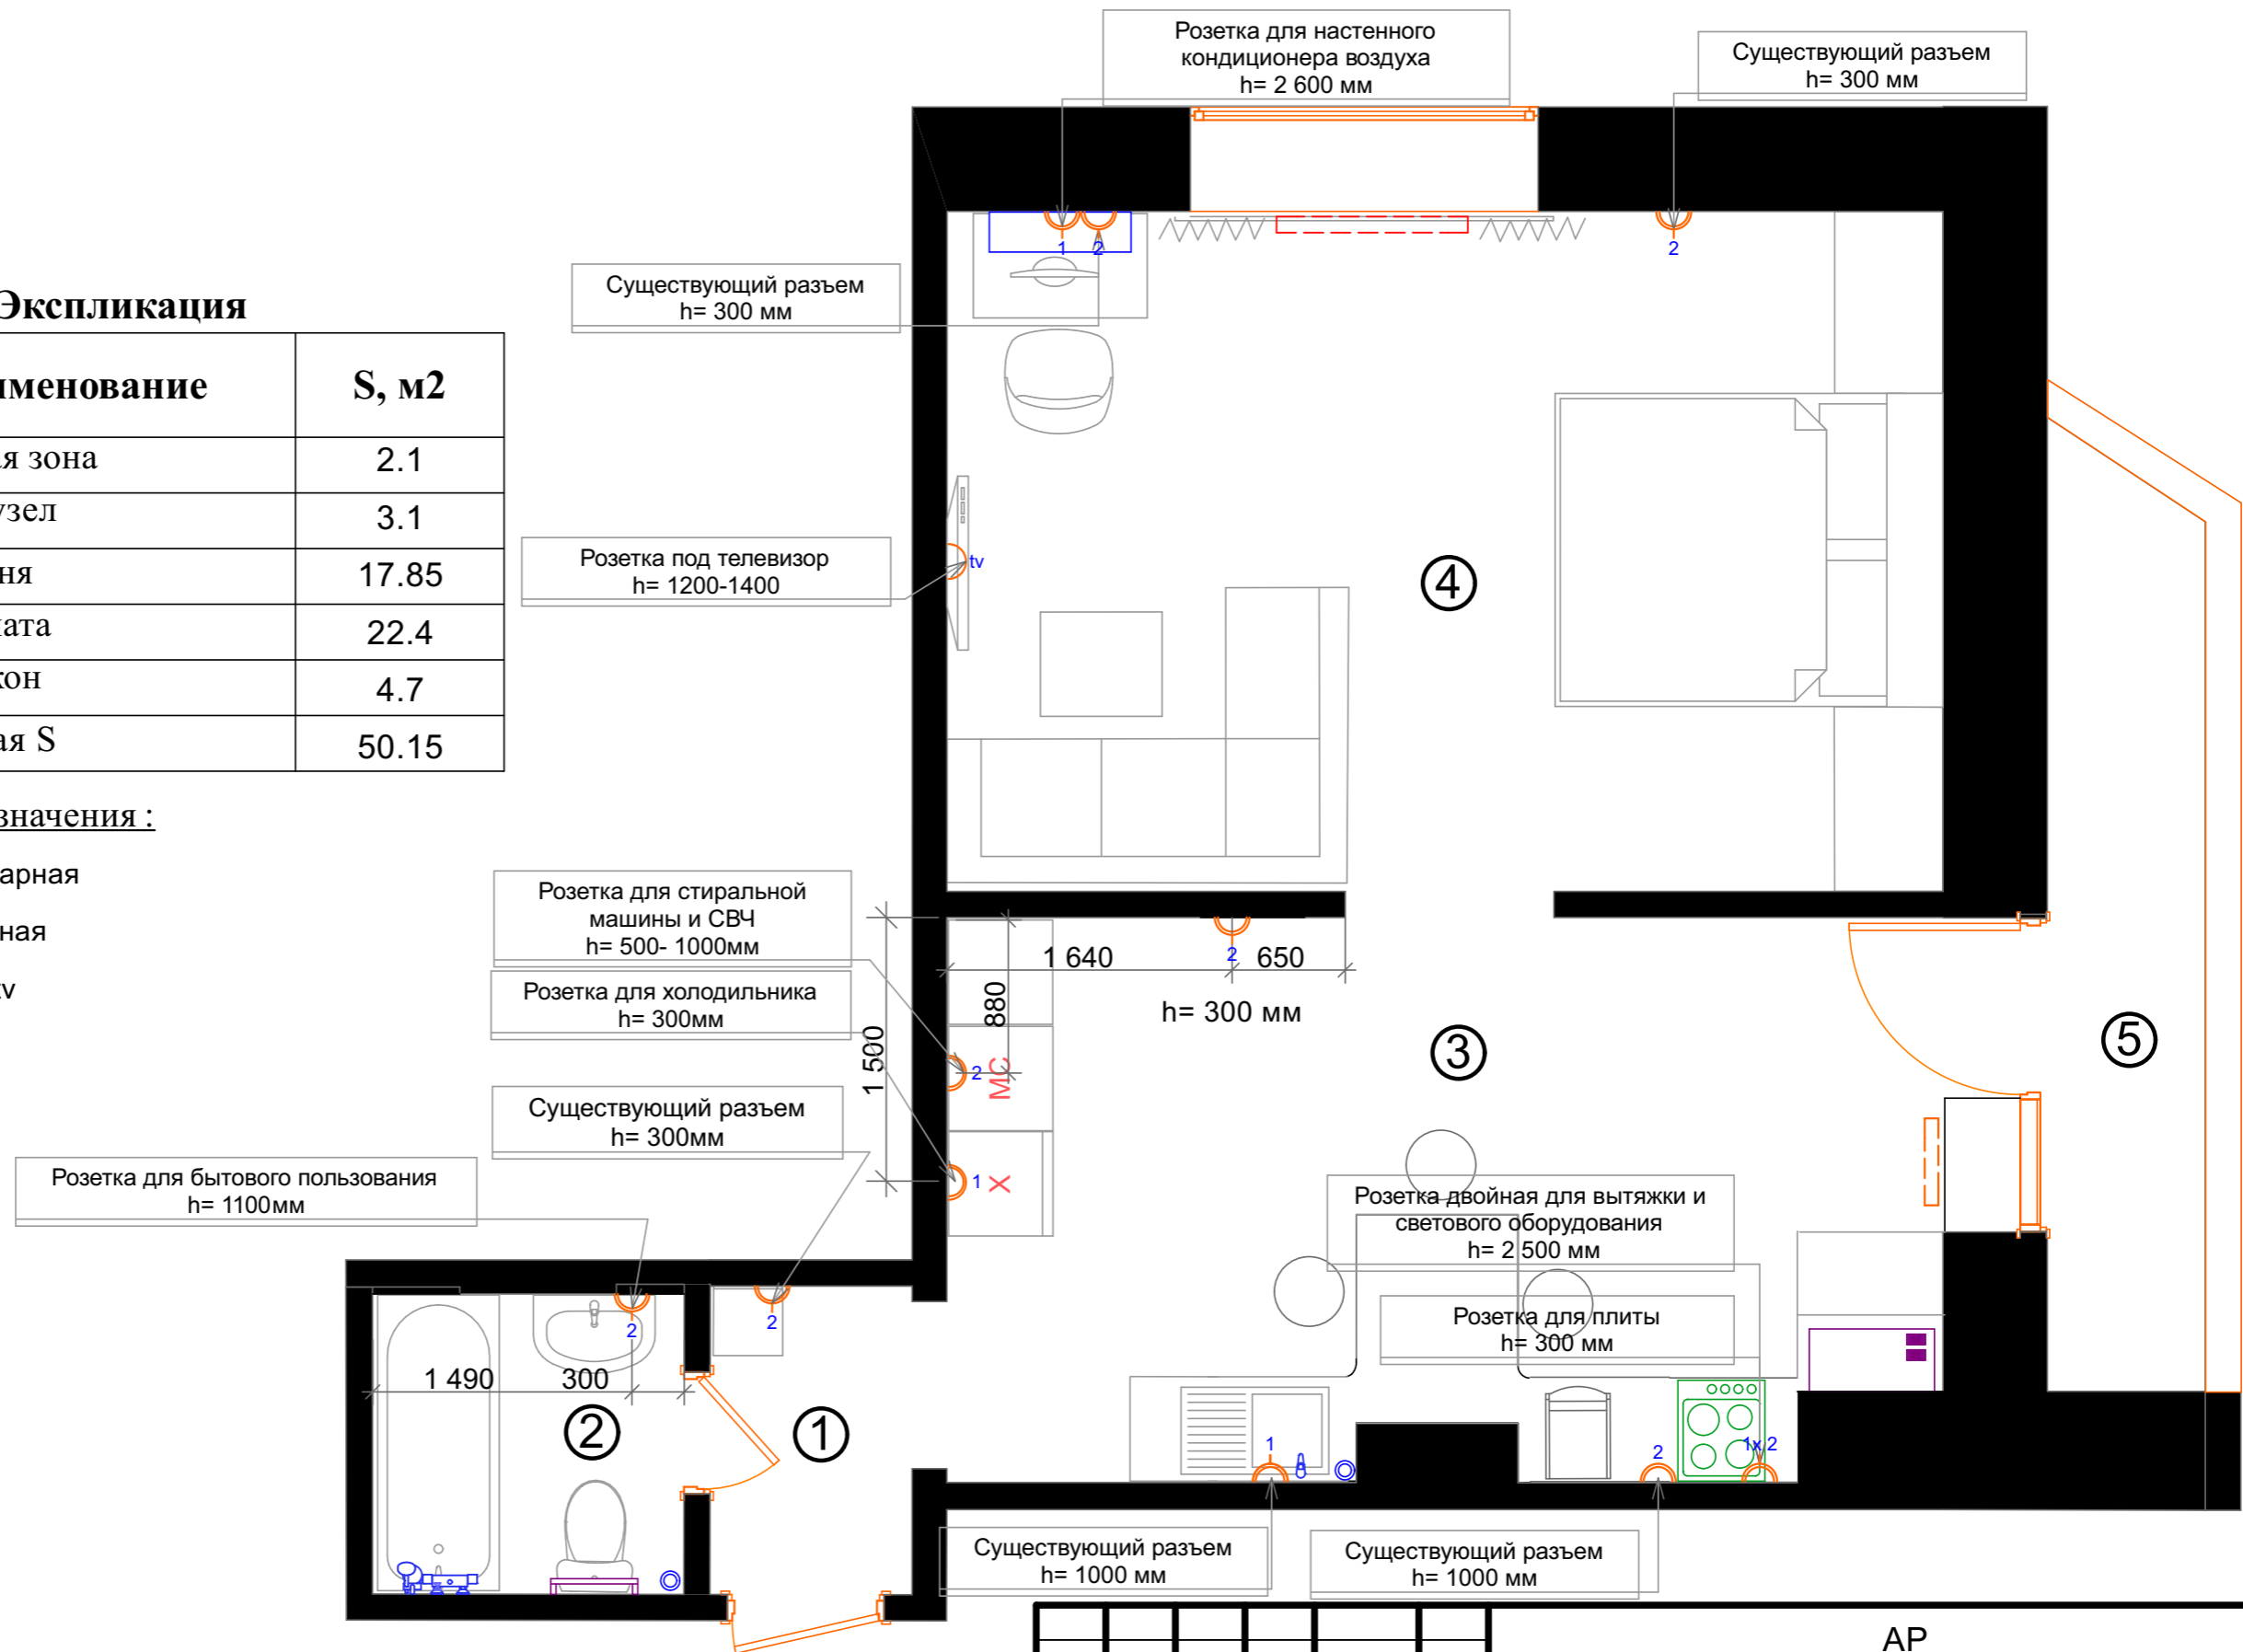 Розетка для настенного
кондиционера воздуха
h= 2 600 мм
Существующий разъем
h= 300 мм
1
2
2
Существующий разъем
h= 300 мм
Экспликация
именование
S, м2
ая зона
2.1
узел
3.1
ня
17.85
ната
22.4
кон
4.7
ая S
50.15
Розетка под телевизор
h= 1200-1400
tv
4
значения :
арная
ная
tv
Розетка для стиральной
машины и СВЧ
h= 500- 1000мм
Розетка для холодильника
h= 300мм
Существующий разъем
h= 300мм
Розетка для бытового пользования
h= 1100мм
1 640
2
650
880
1 500
h= 300 мм
2
МС
1
Х
3
5
Розетка двойная для вытяжки и
светового оборудования
h= 2 500 мм
Розетка для плиты
h= 300 мм
2
2
1 490
300
2
1
1
2
1x 2
Существующий разъем
h= 1000 мм
Существующий разъем
h= 1000 мм
АР